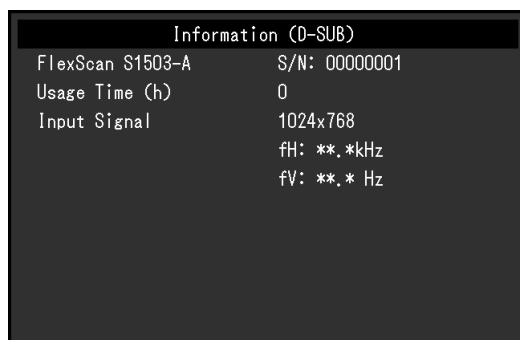 Information (D-SUB)
FlexScan S1503-A S/N: 00000001
Usage Time (h) 0
Input Signal 1024x768
fH: **.*kHz
fV: **.* Hz